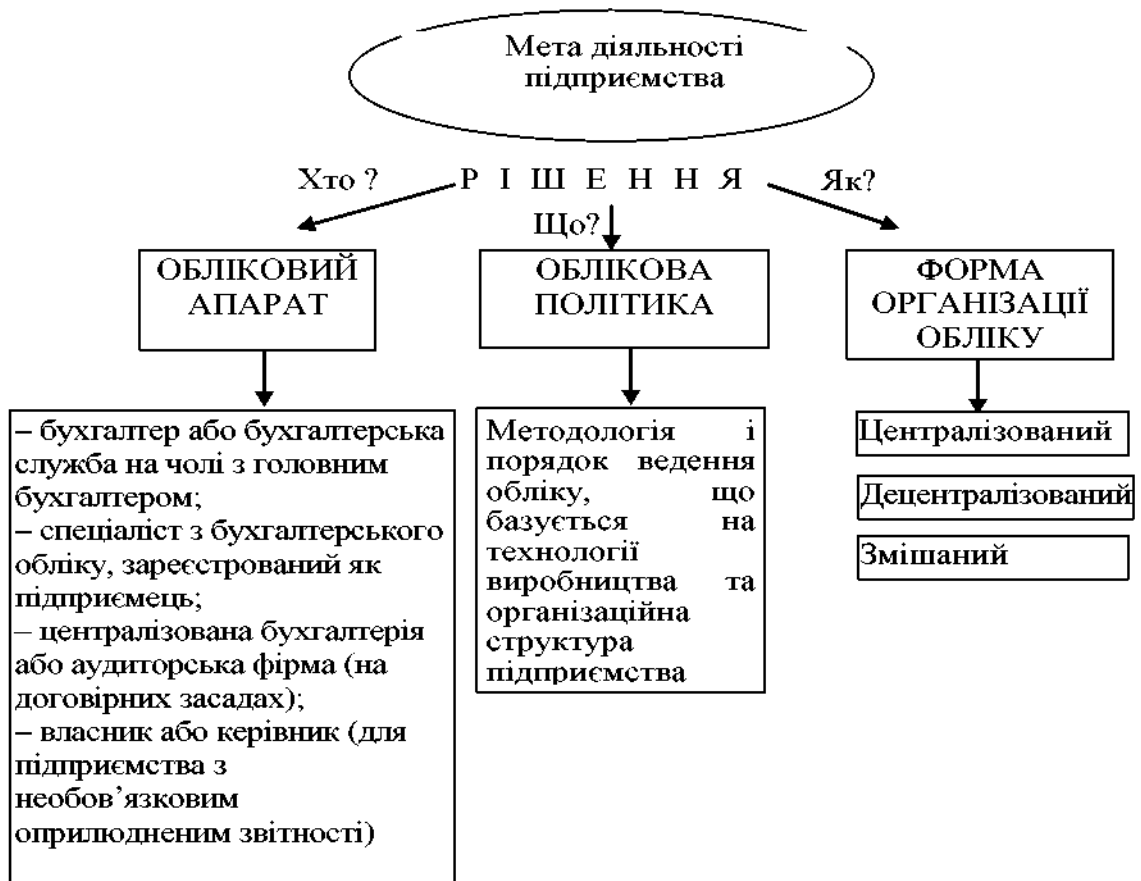 Мета діяльності
підприємства
Хто ? Р І Ш Е Н Н Я Як?
Що?
ОБЛІКОВИЙ
АПАРАТ
ОБЛІКОВА
ПОЛІТИКА
ФОРМА
ОРГАНІЗАЦІЇ
ОБЛІКУ
– бухгалтер або бухгалтерська
служба на чолі з головним
бухгалтером;
– спеціаліст з бухгалтерського
обліку, зареєстрований як
підприємець;
– централізована бухгалтерія
або аудиторська фірма (на
договірних засадах);
– власник або керівник (для
підприємства з
необов’язковим
оприлюдненим звітності)
Методологія і
порядок ведення
обліку, що
базується на
технології
виробництва та
організаційна
структура
підприємства
Централізований
Децентралізований
Змішаний